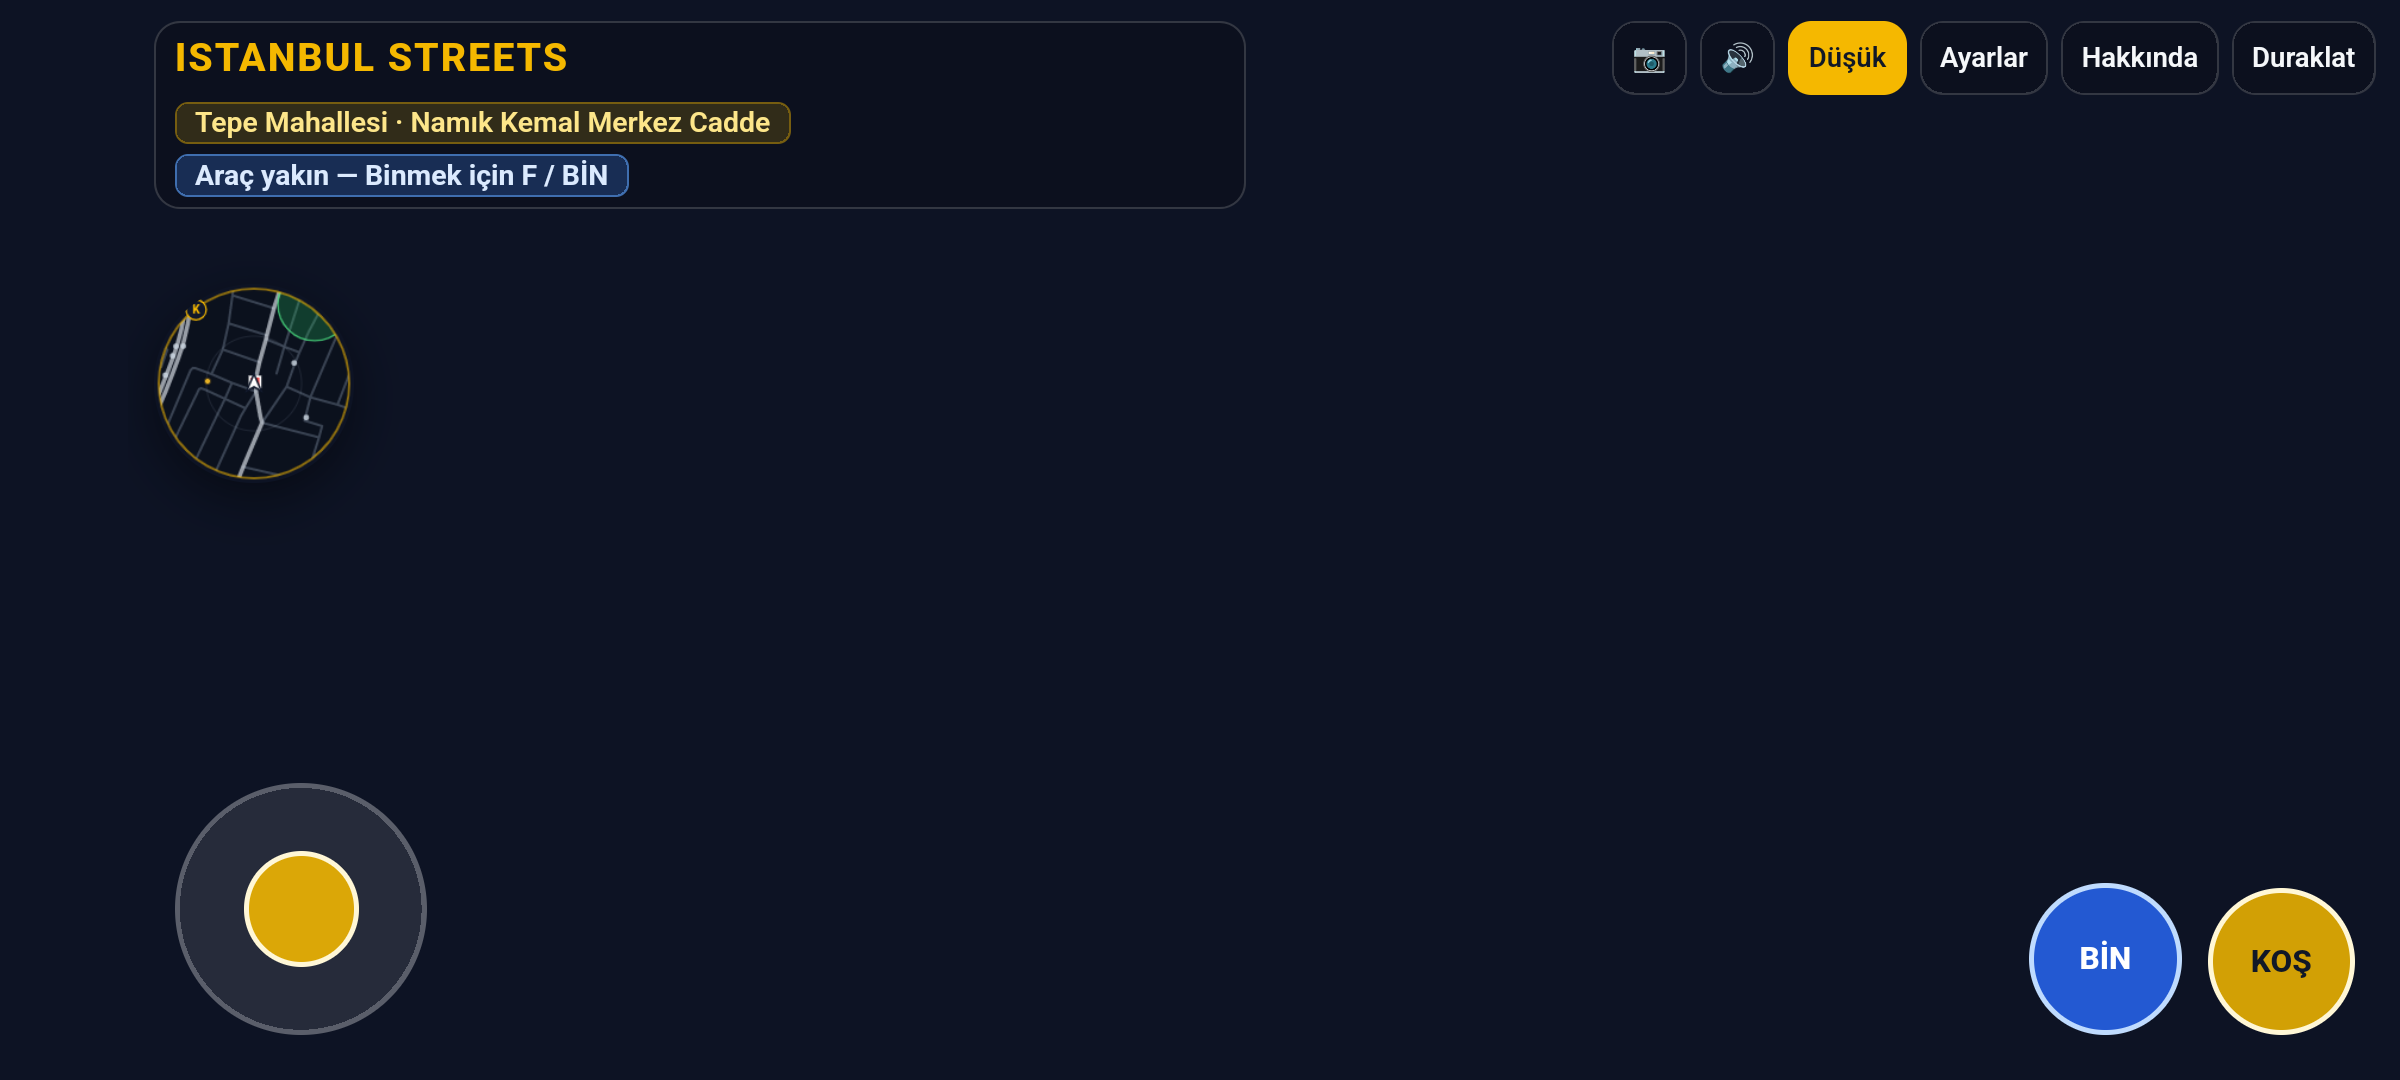 ISTANBUL STREETS
Tepe Mahallesi · Namık Kemal Merkez Cadde
Araç yakın — Binmek için F / BİN
Düşük
Ayarlar
Hakkında
Duraklat
K
BİN
KOŞ